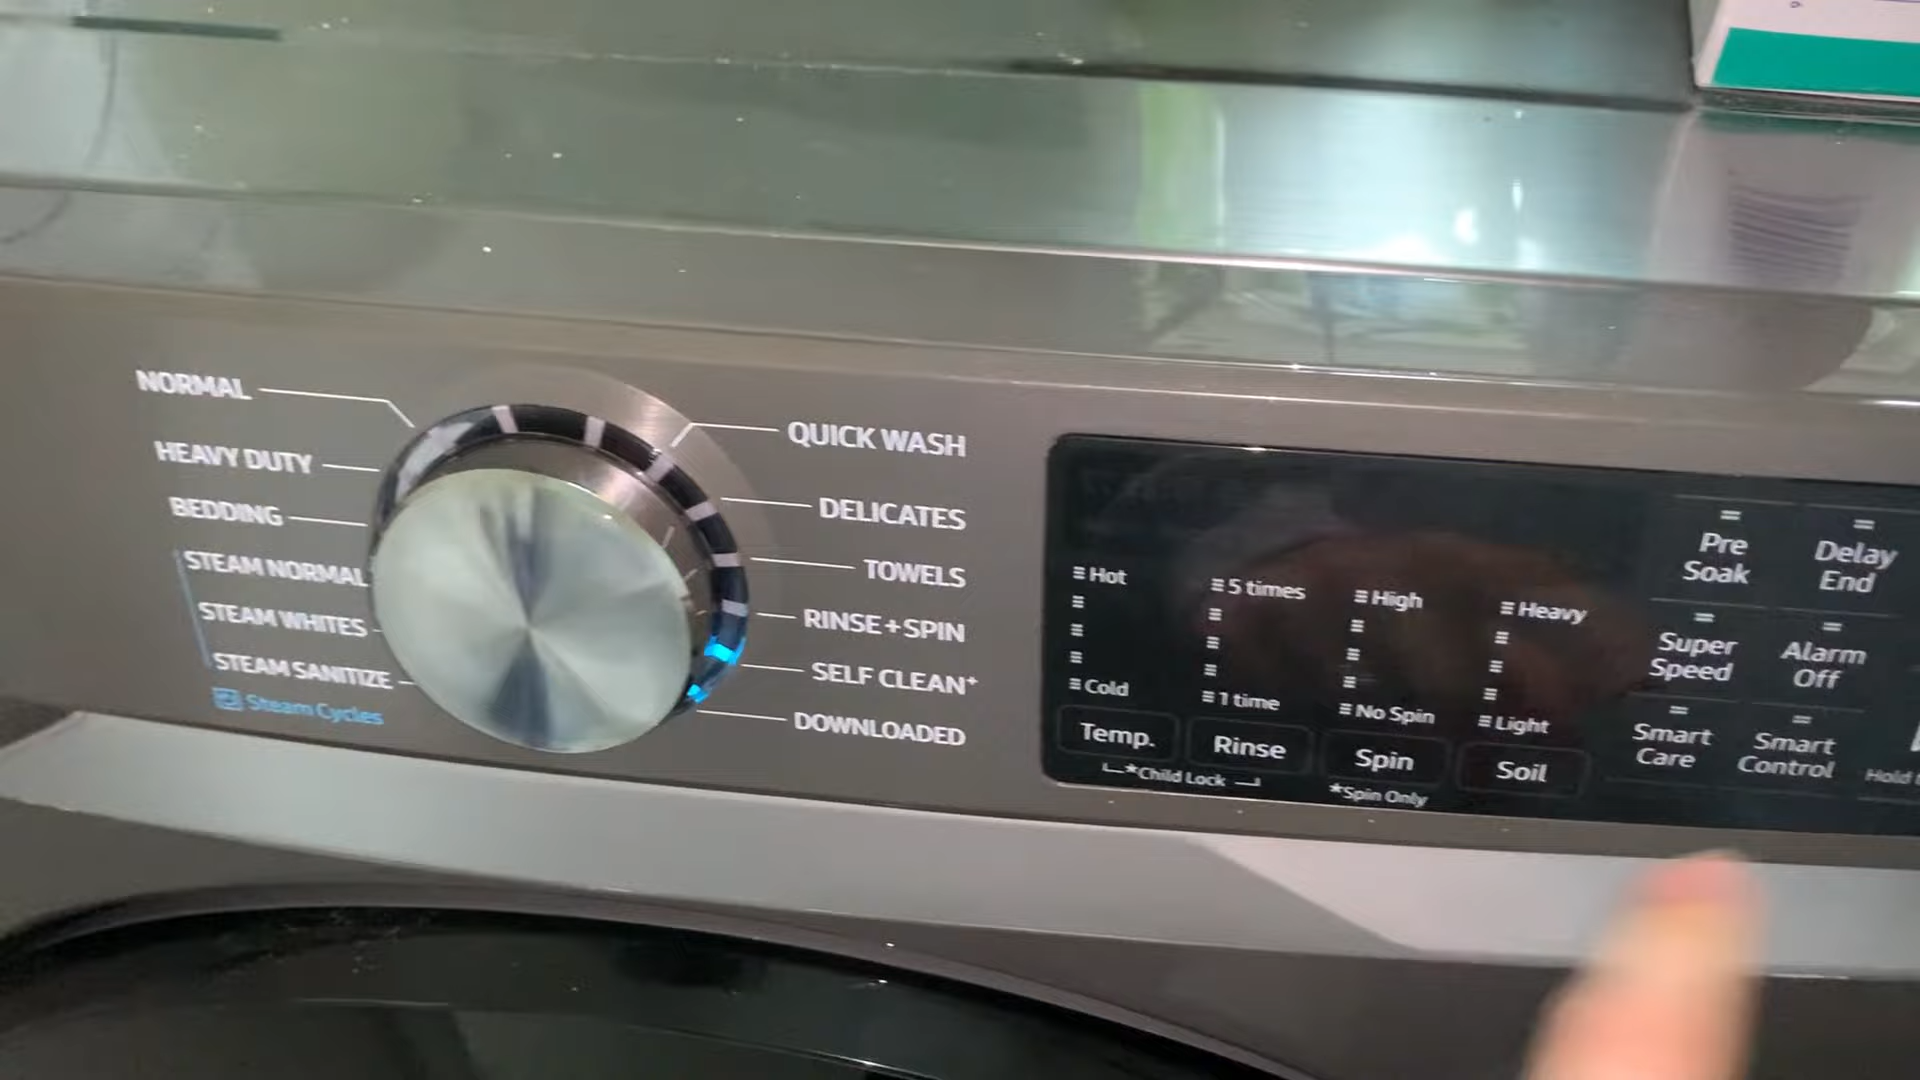 NORMAL
HEAVY DUTY
BEDDING
STEAM NORMAL
STEAM WHITES
STEAM SANITIZE
Steam Cycles
QUICK WASH
DELICATES
TOWELS
RINSE+SPIN
SELF CLEAN+
DOWNLOADED
Hot
Cold
Temp.
5 times
1 time
Rinse
*Child Lock
High
No Spin
Spin
*Spin Only
Heavy
Light
Soil
Pre
Soak
Delay
End
Super
Speed
Alarm
Off
Smart
Care
Smart
Control
Hold